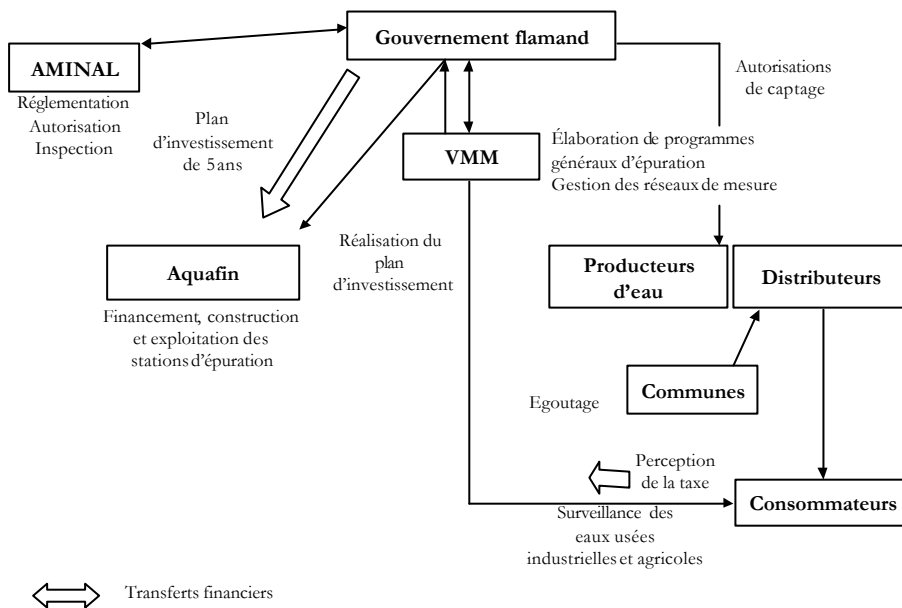 Gouvernement flamand
AMINAL
Réglementation
Autorisation
Inspection
Plan
d'investissement
de 5 ans
Autorisations
de captage
VMM
Élaboration de programmes
généraux d'épuration
Gestion des réseaux de mesure
Aquafin
Réalisation du
plan
d'investissement
Producteurs
d'eau
Distributeurs
Financement, construction
et exploitation des
stations d'épuration
Communes
Egoutage
Perception
de la taxe
Consommateurs
Surveillance des
eaux usées
industrielles et agricoles
Transferts financiers